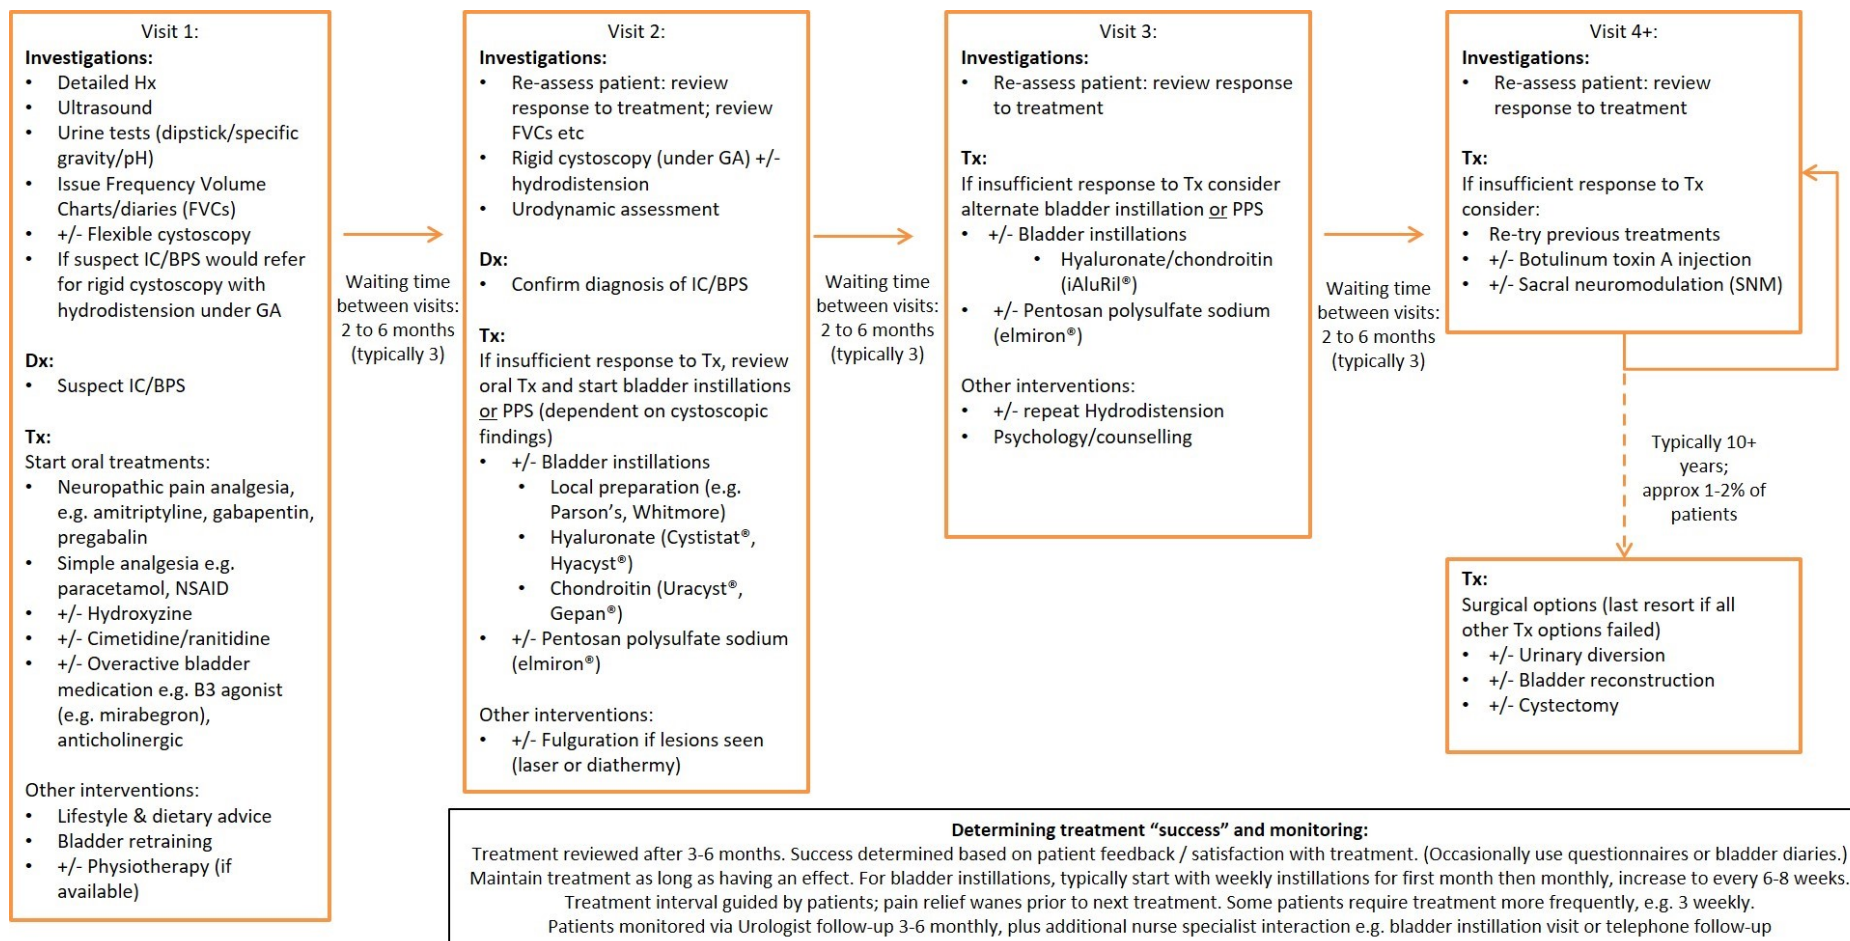 Visit 1:
Investigations:
• Detailed Hx
• Ultrasound
• Urine tests (dipstick/specific
gravity/pH)
• Issue Frequency Volume
Charts/diaries (FVCs)
• +/- Flexible cystoscopy
• If suspect IC/BPS would refer
for rigid cystoscopy with
hydrodistension under GA
Dx:
• Suspect IC/BPS
Tx:
Start oral treatments:
• Neuropathic pain analgesia,
e.g. amitriptyline, gabapentin,
pregabalin
• Simple analgesia e.g.
paracetamol, NSAID
• +/- Hydroxyzine
• +/- Cimetidine/ranitidine
• +/- Overactive bladder
medication e.g. B3 agonist
(e.g. mirabegron),
anticholinergic
Other interventions:
• Lifestyle & dietary advice
• Bladder retraining
• +/- Physiotherapy (if
available)
Waiting time
between visits:
2 to 6 months
(typically 3)
Visit 2:
Investigations:
• Re-assess patient: review
response to treatment; review
FVCs etc
• Rigid cystoscopy (under GA) +/-
hydrodistension
• Urodynamic assessment
Dx:
• Confirm diagnosis of IC/BPS
Tx:
If insufficient response to Tx, review
oral Tx and start bladder instillations
or PPS (dependent on cystoscopic
findings)
• +/- Bladder instillations
• Local preparation (e.g.
Parson's, Whitmore)
• Hyaluronate (Cystistat®,
Hyacyst®)
• Chondroitin (Uracyst®,
Gepan®)
• +/- Pentosan polysulfate sodium
(elmiron®)
Other interventions:
• +/- Fulguration if lesions seen
(laser or diathermy)
Waiting time
between visits:
2 to 6 months
(typically 3)
Visit 3:
Investigations:
• Re-assess patient: review response
to treatment
Tx:
If insufficient response to Tx consider
alternate bladder instillation or PPS
• +/- Bladder instillations
• Hyaluronate/chondroitin
(iAluRil®)
• +/- Pentosan polysulfate sodium
(elmiron®)
Other interventions:
• +/- repeat Hydrodistension
• Psychology/counselling
Waiting time
between visits:
2 to 6 months
(typically 3)
Visit 4+:
Investigations:
• Re-assess patient: review
response to treatment
Tx:
If insufficient response to Tx
consider:
• Re-try previous treatments
• +/- Botulinum toxin A injection
• +/- Sacral neuromodulation (SNM)
Typically 10+
years;
approx 1-2% of
patients
Tx:
Surgical options (last resort if all
other Tx options failed)
• +/- Urinary diversion
• +/- Bladder reconstruction
• +/- Cystectomy
Determining treatment “success” and monitoring:
Treatment reviewed after 3-6 months. Success determined based on patient feedback / satisfaction with treatment. (Occasionally use questionnaires or bladder diaries.)
Maintain treatment as long as having an effect. For bladder instillations, typically start with weekly instillations for first month then monthly, increase to every 6-8 weeks.
Treatment interval guided by patients; pain relief wanes prior to next treatment. Some patients require treatment more frequently, e.g. 3 weekly.
Patients monitored via Urologist follow-up 3-6 monthly, plus additional nurse specialist interaction e.g. bladder instillation visit or telephone follow-up